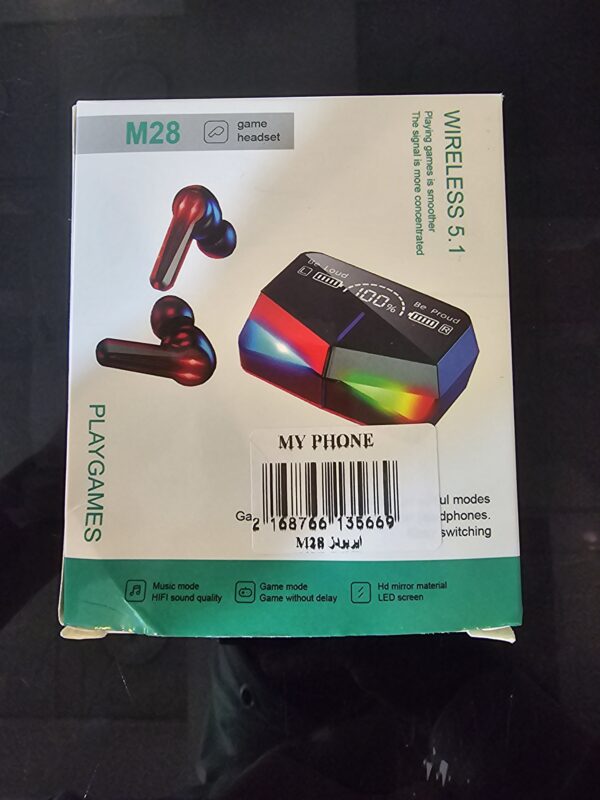 M28
game
headset
WIRELESS 5.1
Playing games is smoother
The signal is more concentrated
Be Loud
Be Proud
L
100%
R
PLAYGAMES
MY PHONE
2 168766 135669
M28 ايربودز
ul modes
Ga
dphones.
switching
Music mode
HIFI sound quality
Game mode
Game without delay
Hd mirror material
LED screen